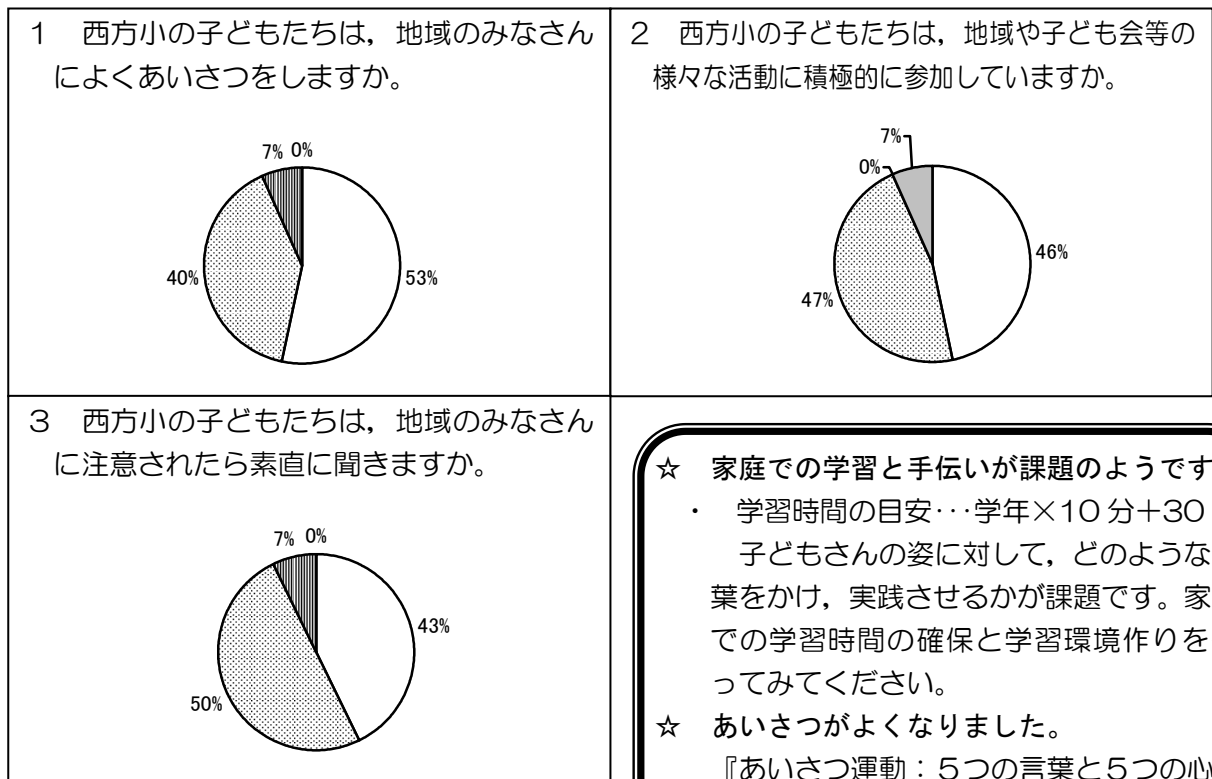 1 西方小の子どもたちは，地域のみなさん
によくあいさつをしますか。
7% 0%
40%
53%
2 西方小の子どもたちは，地域や子ども会等の
様々な活動に積極的に参加していますか。
7%
0%
46%
47%
3 西方小の子どもたちは，地域のみなさん
に注意されたら素直に聞きますか。
7% 0%
43%
50%
☆ 家庭での学習と手伝いが課題のようです
・ 学習時間の目安･･･学年×10分＋30
子どもさんの姿に対して，どのような
葉をかけ，実践させるかが課題です。家
での学習時間の確保と学習環境作りを
ってみてください。
☆ あいさつがよくなりました。
『あいさつ運動：５つの言葉と５つの心